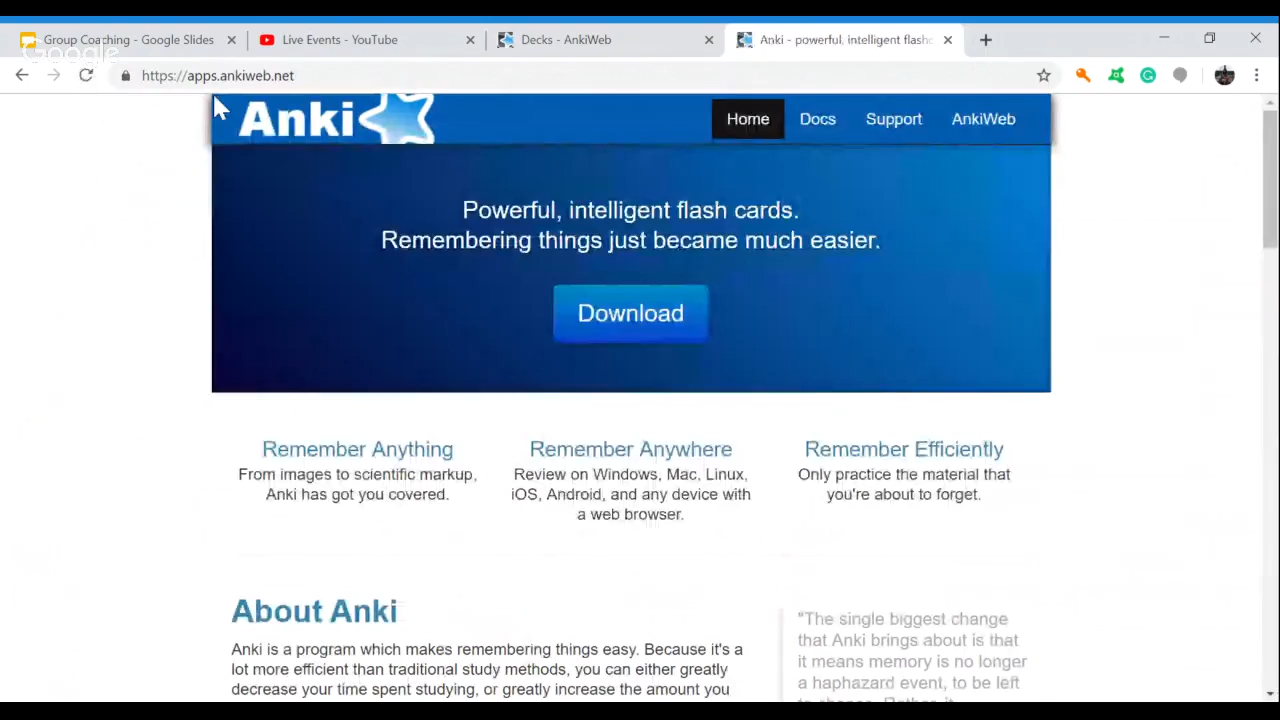 Group Coaching - Google Slides
Live Events - YouTube
Decks - AnkiWeb
Anki - powerful, intelligent flashc
Google
https://apps.ankiweb.net
Anki
Home
Docs
Support
AnkiWeb
Powerful, intelligent flash cards.
Remembering things just became much easier.
Download
Remember Anything
From images to scientific markup,
Anki has got you covered.
Remember Anywhere
Review on Windows, Mac, Linux,
iOS, Android, and any device with
a web browser.
Remember Efficiently
Only practice the material that
you're about to forget.
About Anki
Anki is a program which makes remembering things easy. Because it's a
lot more efficient than traditional study methods, you can either greatly
decrease your time spent studying, or greatly increase the amount you
"The single biggest change
that Anki brings about is that
it means memory is no longer
a haphazard event, to be left